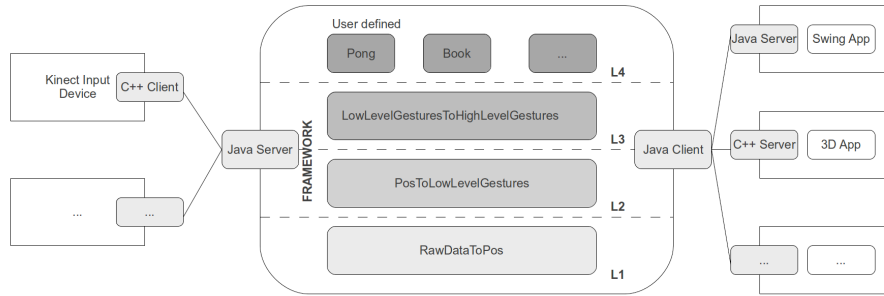 Kinect Input
Device
C++ Client
...
...
Java Server
FRAMEWORK
User defined
Pong
Book
...
L4
LowLevelGesturesToHighLevelGestures
L3
PosToLowLevelGestures
L2
RawDataToPos
L1
Java Client
Java Server
Swing App
C++ Server
3D App
...
...